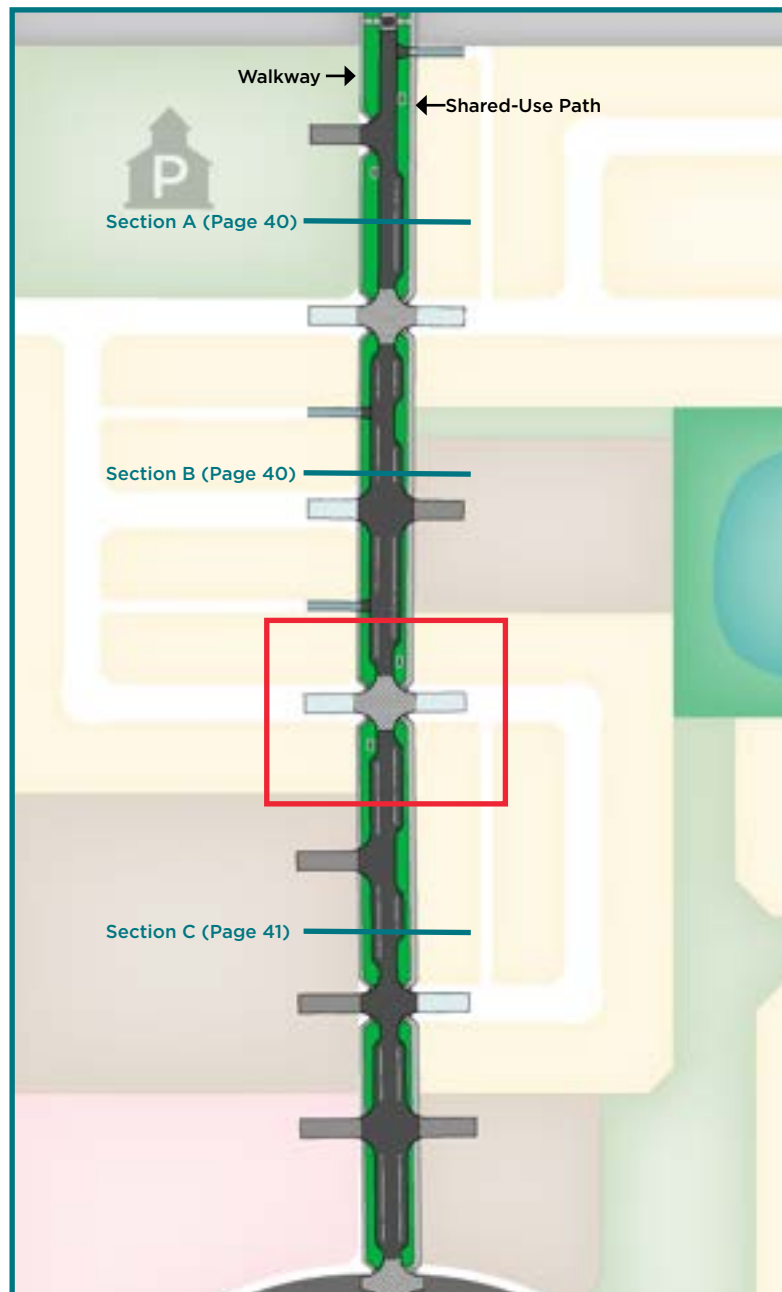 Walkway
Shared-Use Path
P
Section A (Page 40)
Section B (Page 40)
Section C (Page 41)